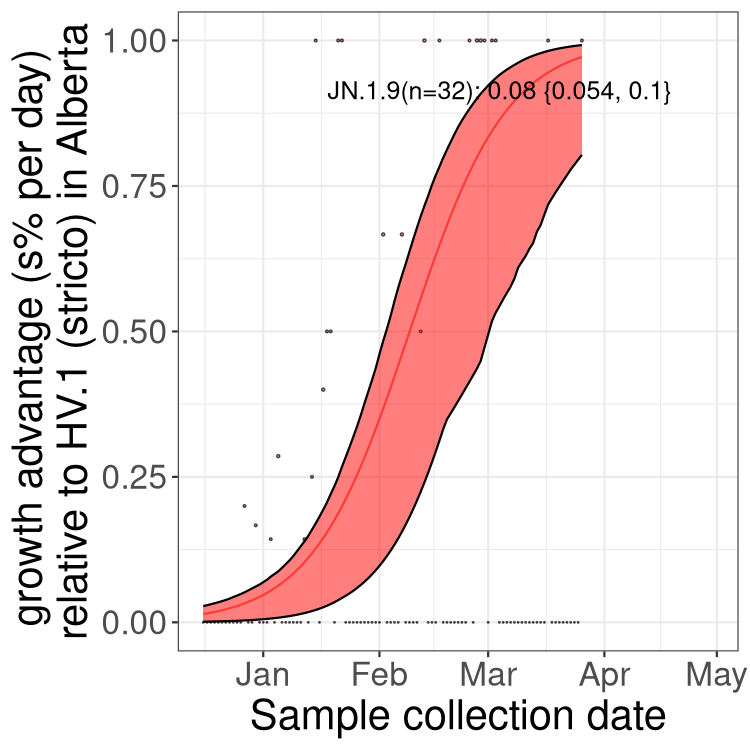 growth advantage (s% per day)
relative to HV.1 (stricto) in Alberta
1.00
JN.1.9(n=32): 0.08 {0.054, 0.1}
0.75
0.50
0.25
0.00
Jan Feb Mar Apr May
Sample collection date